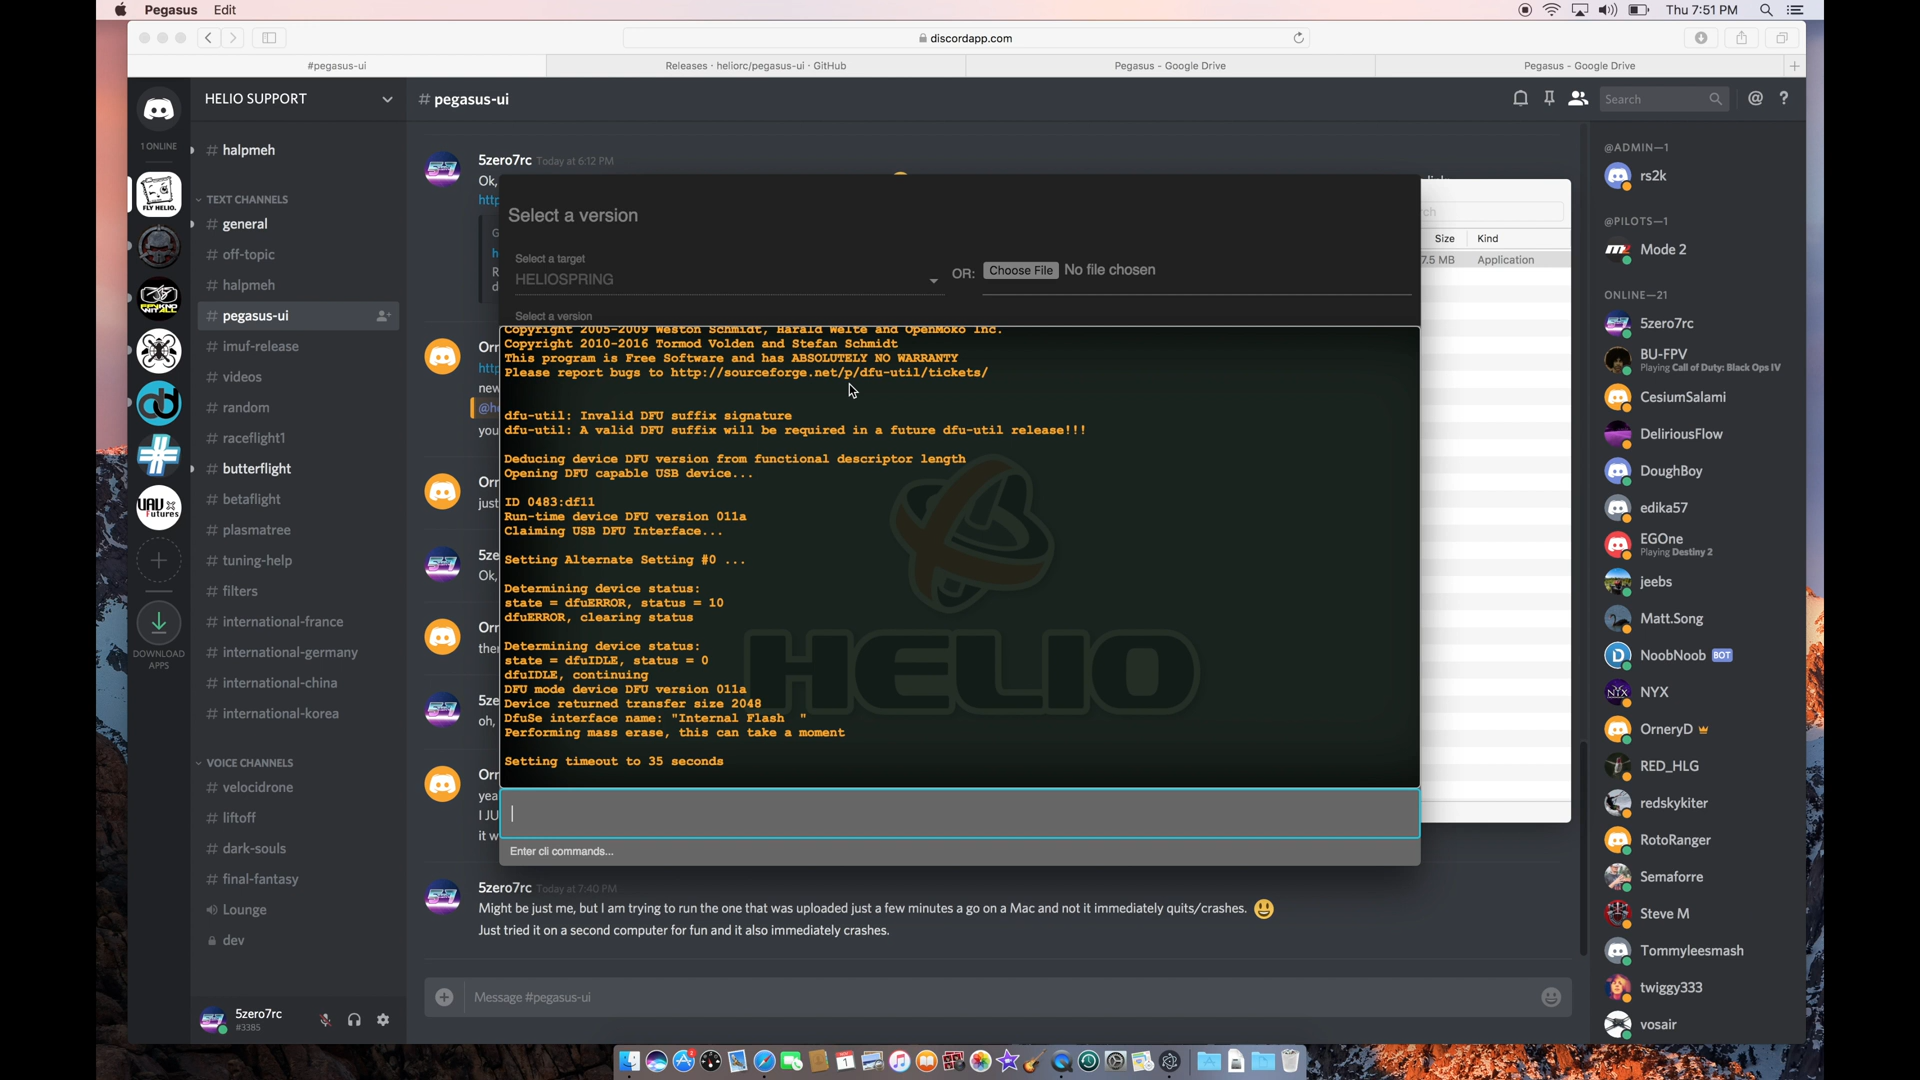 Pegasus Edit
Thu 7:51 PM
discordapp.com
#pegasus-ui
Releases · heliorc/pegasus-ui · GitHub
Pegasus - Google Drive
Pegasus - Google Drive
1 ONLINE
FLY HELIO.
UAV
Futures
DOWNLOAD
APPS
HELIO SUPPORT
# halpmeh
TEXT CHANNELS
# general
# off-topic
# halpmeh
# pegasus-ui
# imuf-release
# videos
# random
# raceflight1
# butterflight
# betaflight
# plasmatree
# tuning-help
# filters
# international-france
# international-germany
# international-china
# international-korea
VOICE CHANNELS
# velocidrone
# liftoff
# dark-souls
# final-fantasy
Lounge
dev
5zero7rc
#3385
# pegasus-ui
Search
5zero7rc Today at 6:12 PM
Ok,
http
Select a version
Select a target
HELIOSPRING
OR:
Choose File No file chosen
Select a version
Copyright 2005-2009 Weston Schmidt, Harald Welte and OpenMoko Inc.
Copyright 2010-2016 Tormod Volden and Stefan Schmidt
This program is Free Software and has ABSOLUTELY NO WARRANTY
Please report bugs to http://sourceforge.net/p/dfu-util/tickets/
dfu-util: Invalid DFU suffix signature
dfu-util: A valid DFU suffix will be required in a future dfu-util release!!!
Deducing device DFU version from functional descriptor length
Opening DFU capable USB device...
ID 0483:df11
Run-time device DFU version 011a
Claiming USB DFU Interface...
Setting Alternate Setting #0 ...
Determining device status:
state = dfuERROR, status = 10
dfuERROR, clearing status
Determining device status:
state = dfuIDLE, status = 0
dfuIDLE, continuing
DFU mode device DFU version 011a
Device returned transfer size 2048
DfuSe interface name: "Internal Flash  "
Performing mass erase, this can take a moment
Setting timeout to 35 seconds
HELIO
Enter cli commands...
Size Kind
7.5 MB Application
5zero7rc Today at 7:40 PM
Might be just me, but I am trying to run the one that was uploaded just a few minutes a go on a Mac and not it immediately quits/crashes.
Just tried it on a second computer for fun and it also immediately crashes.
Message #pegasus-ui
@ADMIN—1
rs2k
@PILOTS—1
Mode 2
ONLINE—21
5zero7rc
BU-FPV
Playing Call of Duty: Black Ops IV
CesiumSalami
DeliriousFlow
DoughBoy
edika57
EGOne
Playing Destiny 2
jeebs
Matt.Song
NoobNoob BOT
NYX
OrneryD
RED_HLG
redskykiter
RotoRanger
Semaforre
Steve M
Tommyleesmash
twiggy333
vosair